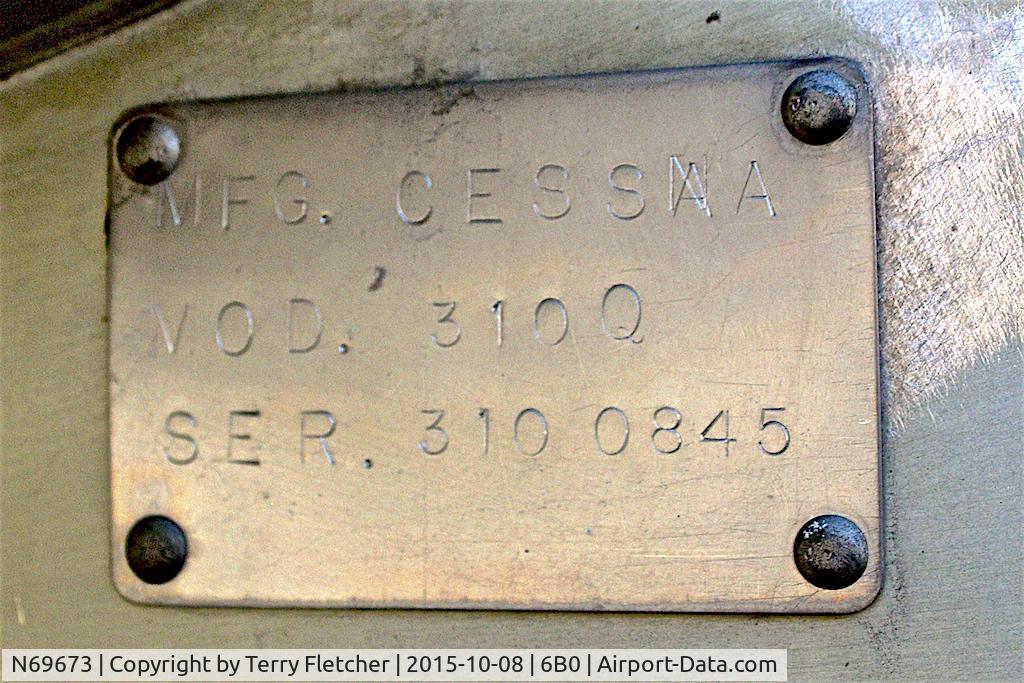 MFG. CESSNA
MOD. 310Q
SER. 310 0845
N69673 | Copyright by Terry Fletcher | 2015-10-08 | 6B0 | Airport-Data.com